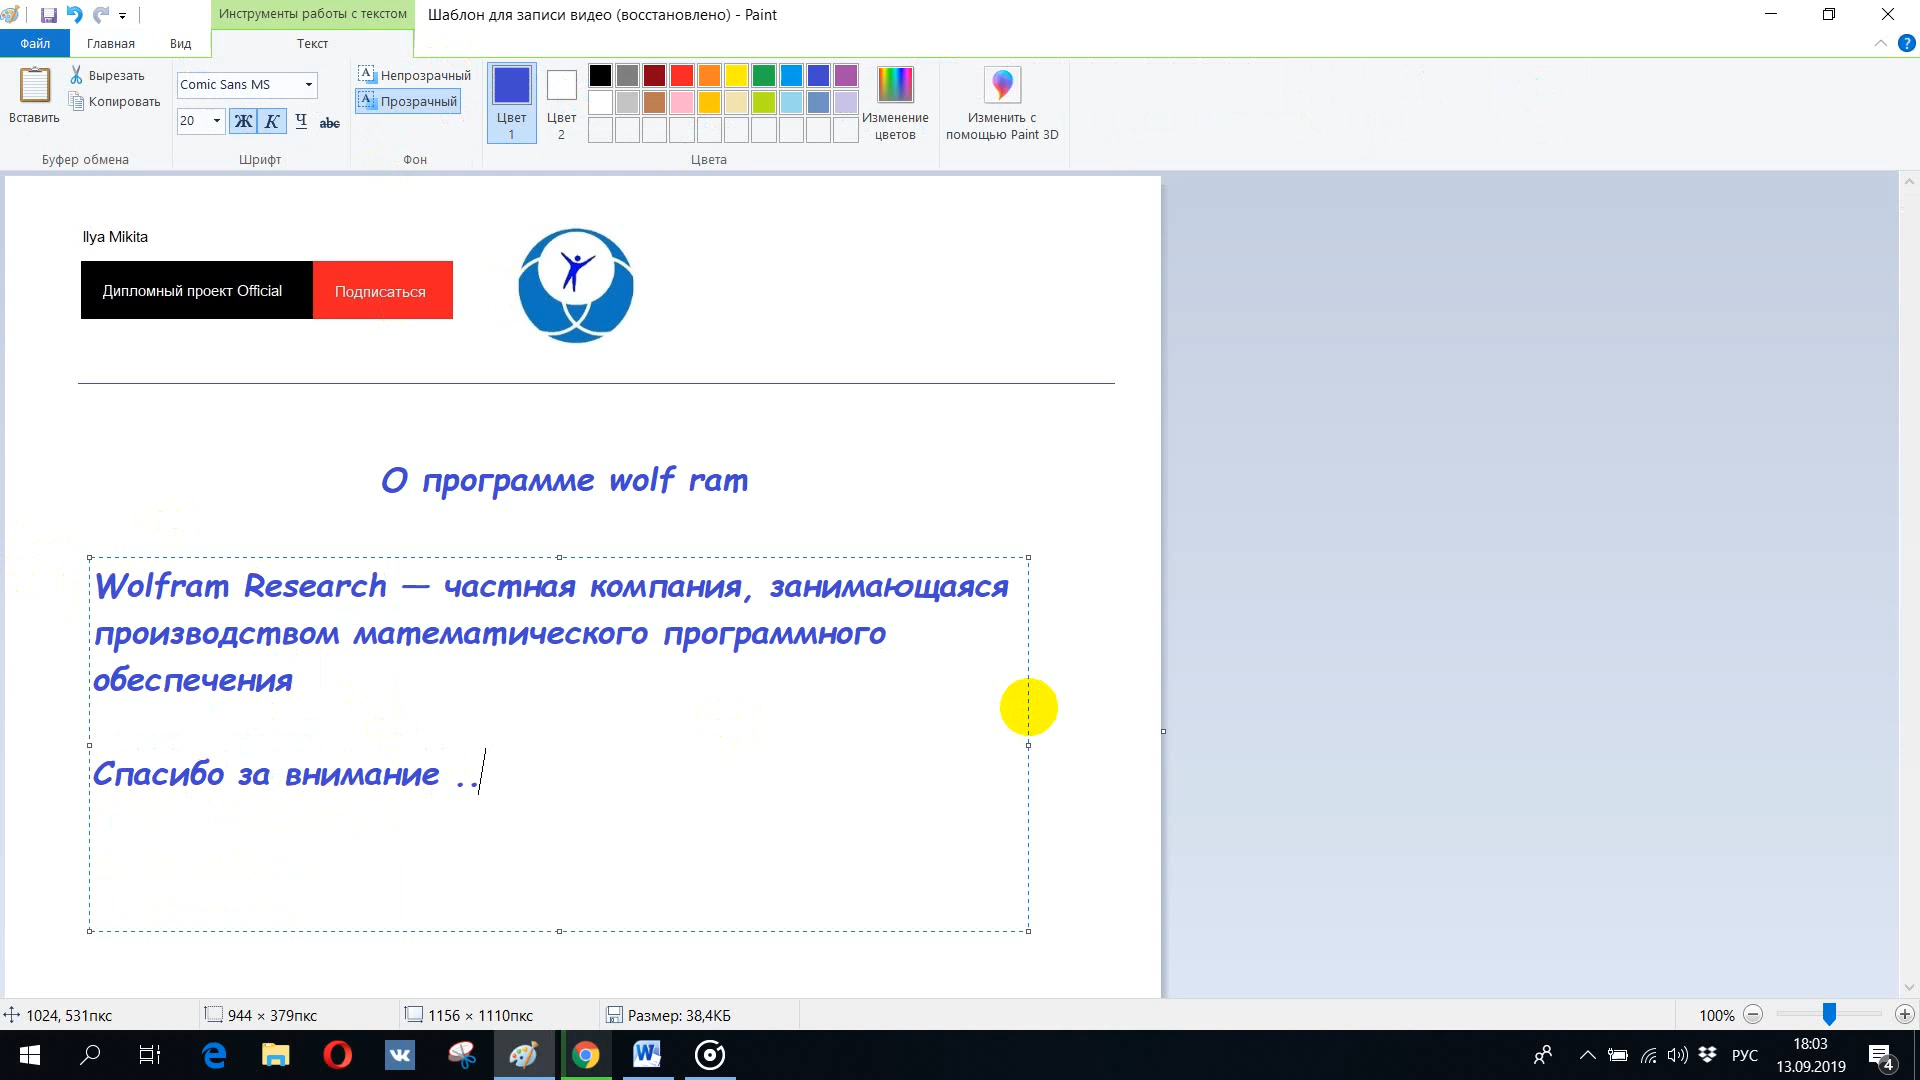 Инструменты работы с текстом
Шаблон для записи видео (восстановлено) - Paint
Файл
Главная
Вид
Текст
Вставить
Вырезать
Копировать
Буфер обмена
Comic Sans MS
20
Ж К Ч abc
Шрифт
Непрозрачный
Прозрачный
Фон
Цвет 1
Цвет 2
Цвета
Изменение цветов
Изменить с помощью Paint 3D
Ilya Mikita
Дипломный проект Official
Подписаться
О программе wolf ram
Wolfram Research — частная компания, занимающаяся
производством математического программного
обеспечения
Спасибо за внимание ..
1024, 531пкс
944 × 379пкс
1156 × 1110пкс
Размер: 38,4КБ
100%
РУС
18:03
13.09.2019
4